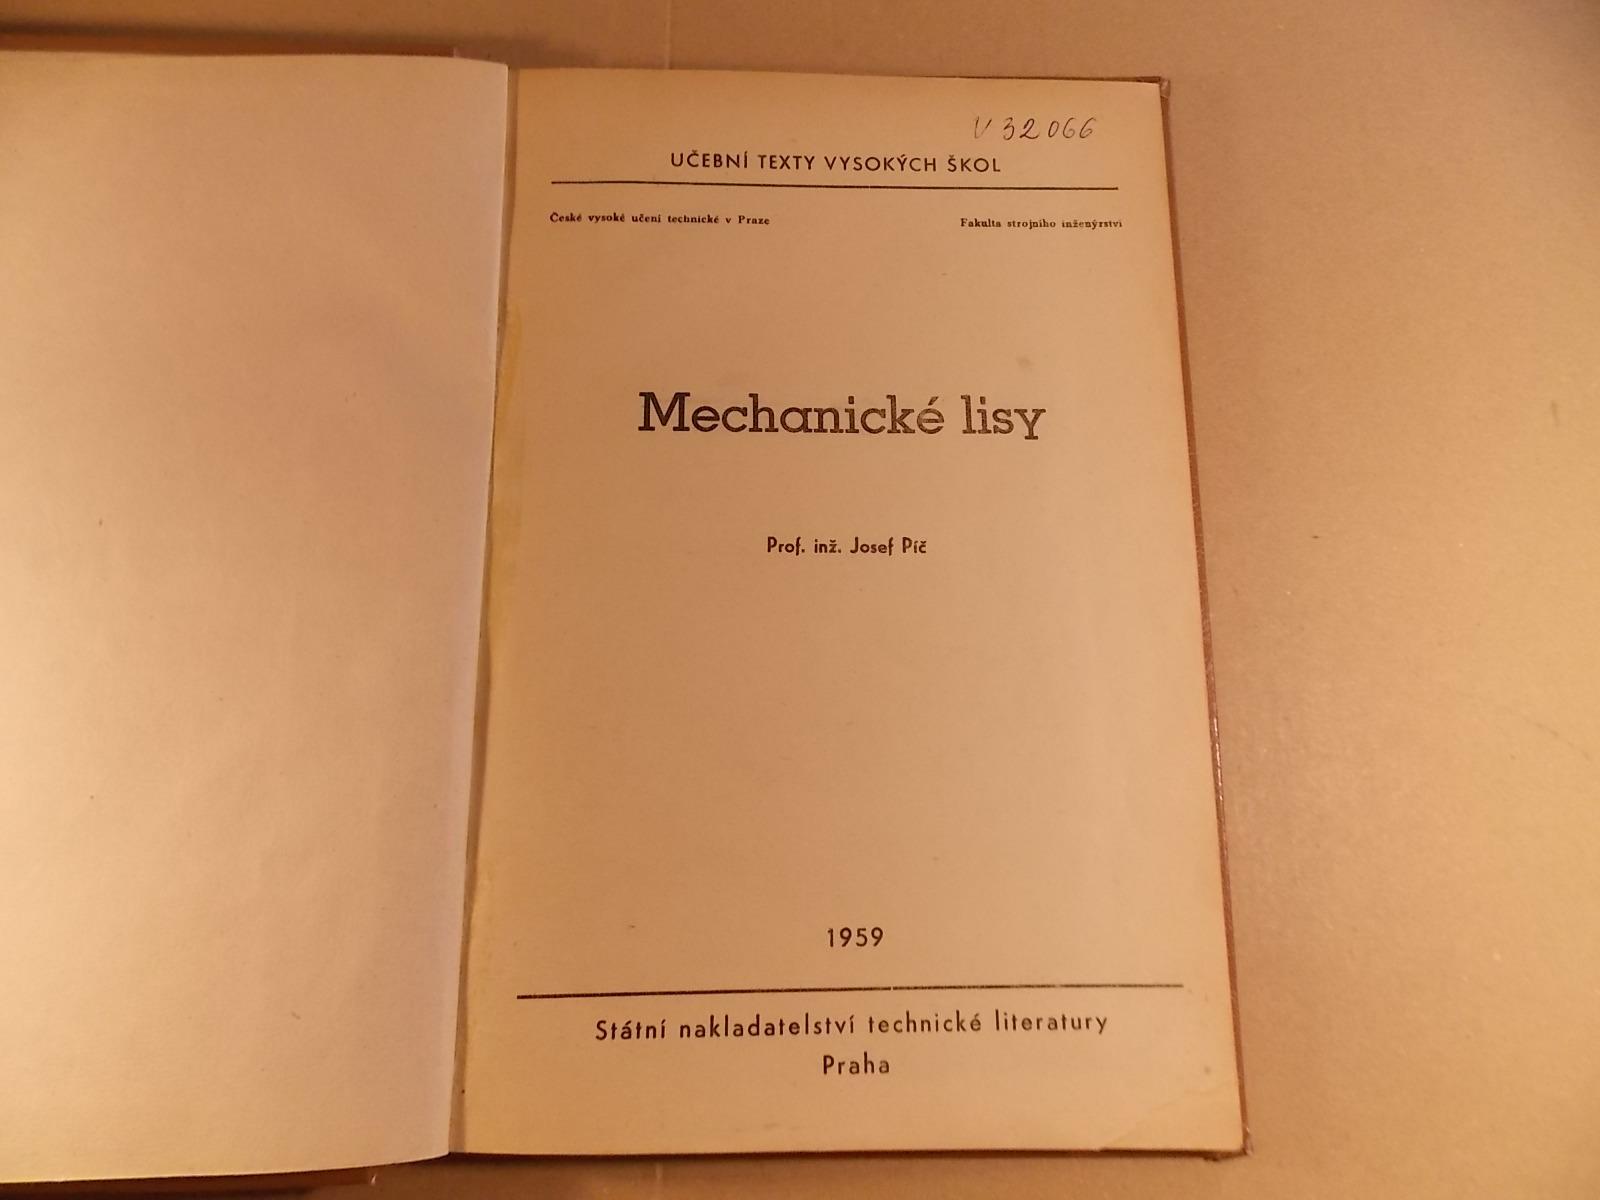 V 32066
UČEBNÍ TEXTY VYSOKÝCH ŠKOL
České vysoké učení technické v Praze
Fakulta strojního inženýrství
Mechanické lisy
Prof. inž. Josef Píč
1959
Státní nakladatelství technické literatury
Praha